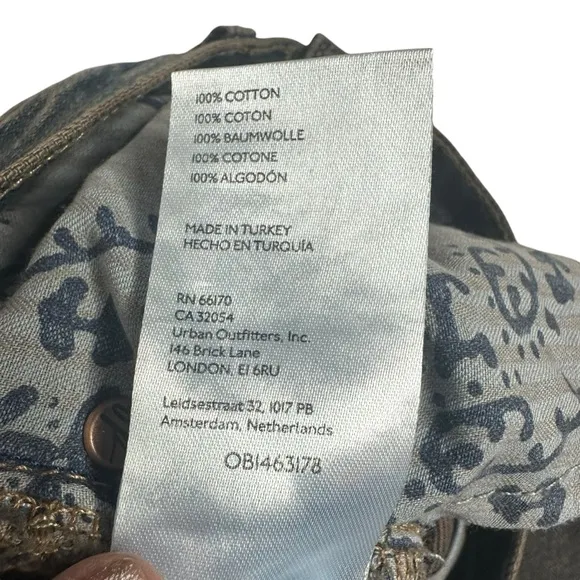 100% COTTON
100% COTON
100% BAUMWOLLE
100% COTONE
100% ALGODÓN
MADE IN TURKEY
HECHO EN TURQUÍA
RN 66170
CA 32054
Urban Outfitters, Inc.
146 Brick Lane
LONDON. E1 6RU
Leidsestraat 32, 1017 PB
Amsterdam, Netherlands
OB1463178